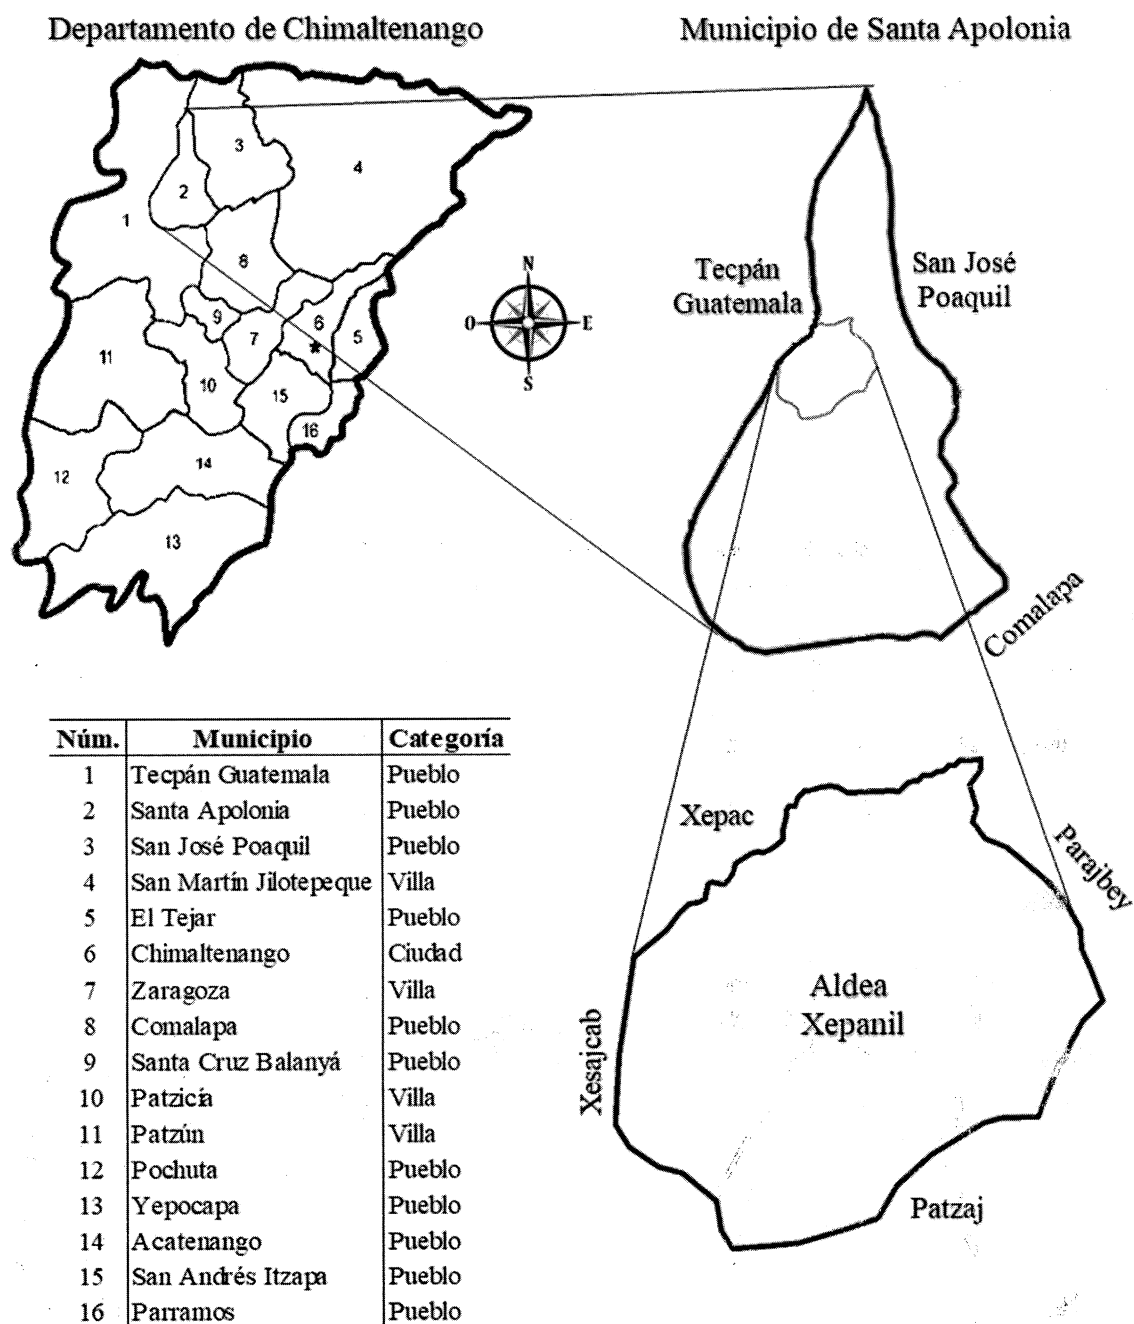 Departamento de Chimaltenango
Municipio de Santa Apolonia
1
2
3
4
5
6
*
7
8
9
10
11
12
13
14
15
16
N
O
E
S
Tecpán
Guatemala
San José
Poaquil
Comalapa
Núm. Municipio Categoría
1 Tecpán Guatemala Pueblo
2 Santa Apolonia Pueblo
3 San José Poaquil Pueblo
4 San Martín Jilotepeque Villa
5 El Tejar Pueblo
6 Chimaltenango Ciudad
7 Zaragoza Villa
8 Comalapa Pueblo
9 Santa Cruz Balanyá Pueblo
10 Patzicía Villa
11 Patzún Villa
12 Pochuta Pueblo
13 Yepocapa Pueblo
14 Acatenango Pueblo
15 San Andrés Itzapa Pueblo
16 Parramos Pueblo
Xepac
Parajbey
Aldea
Xepanil
Xesajcab
Patzaj